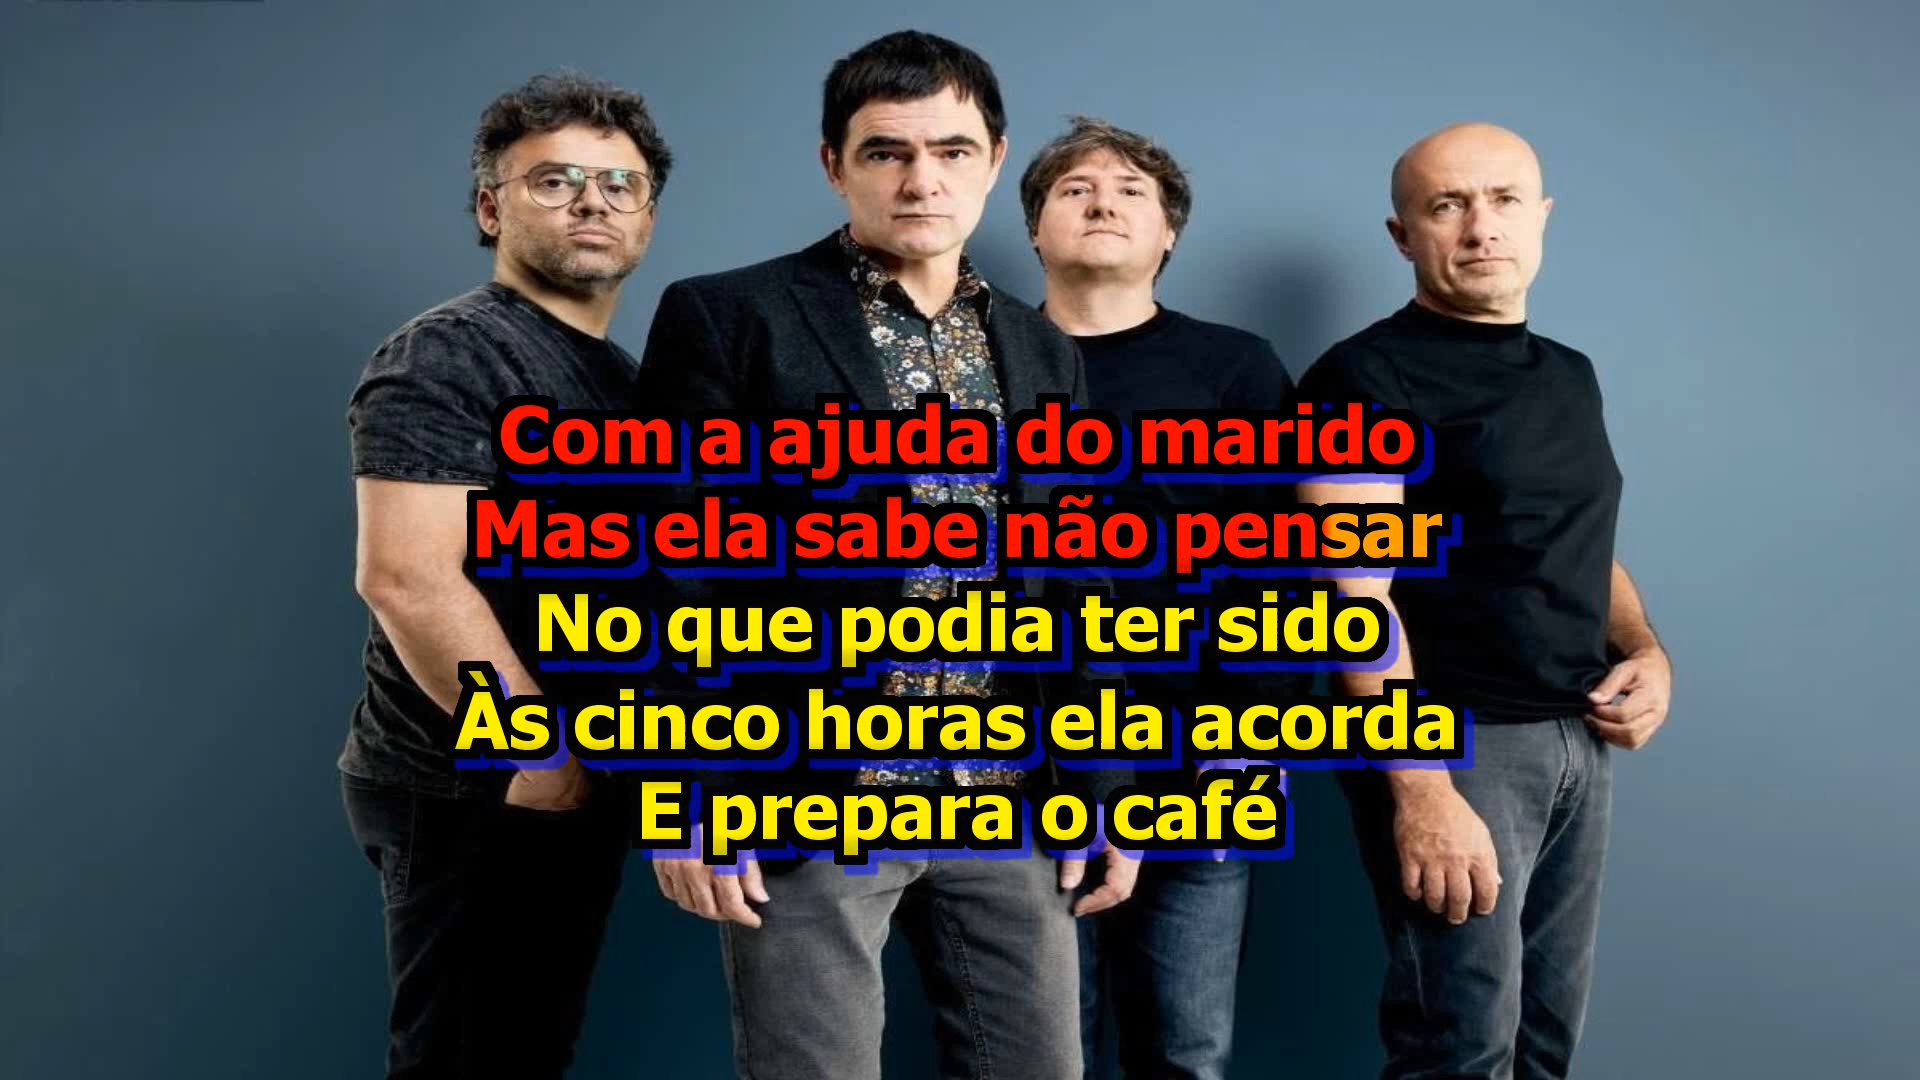 Com a ajuda do marido
Mas ela sabe não pensar
No que podia ter sido
Às cinco horas ela acorda
E prepara o café